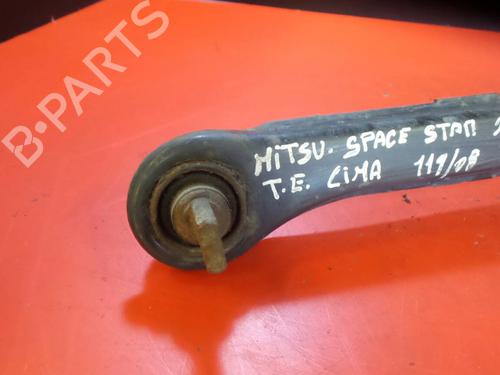 B-PARTS
MITSU. SPACE STAR
T.E. CIMA 119/08